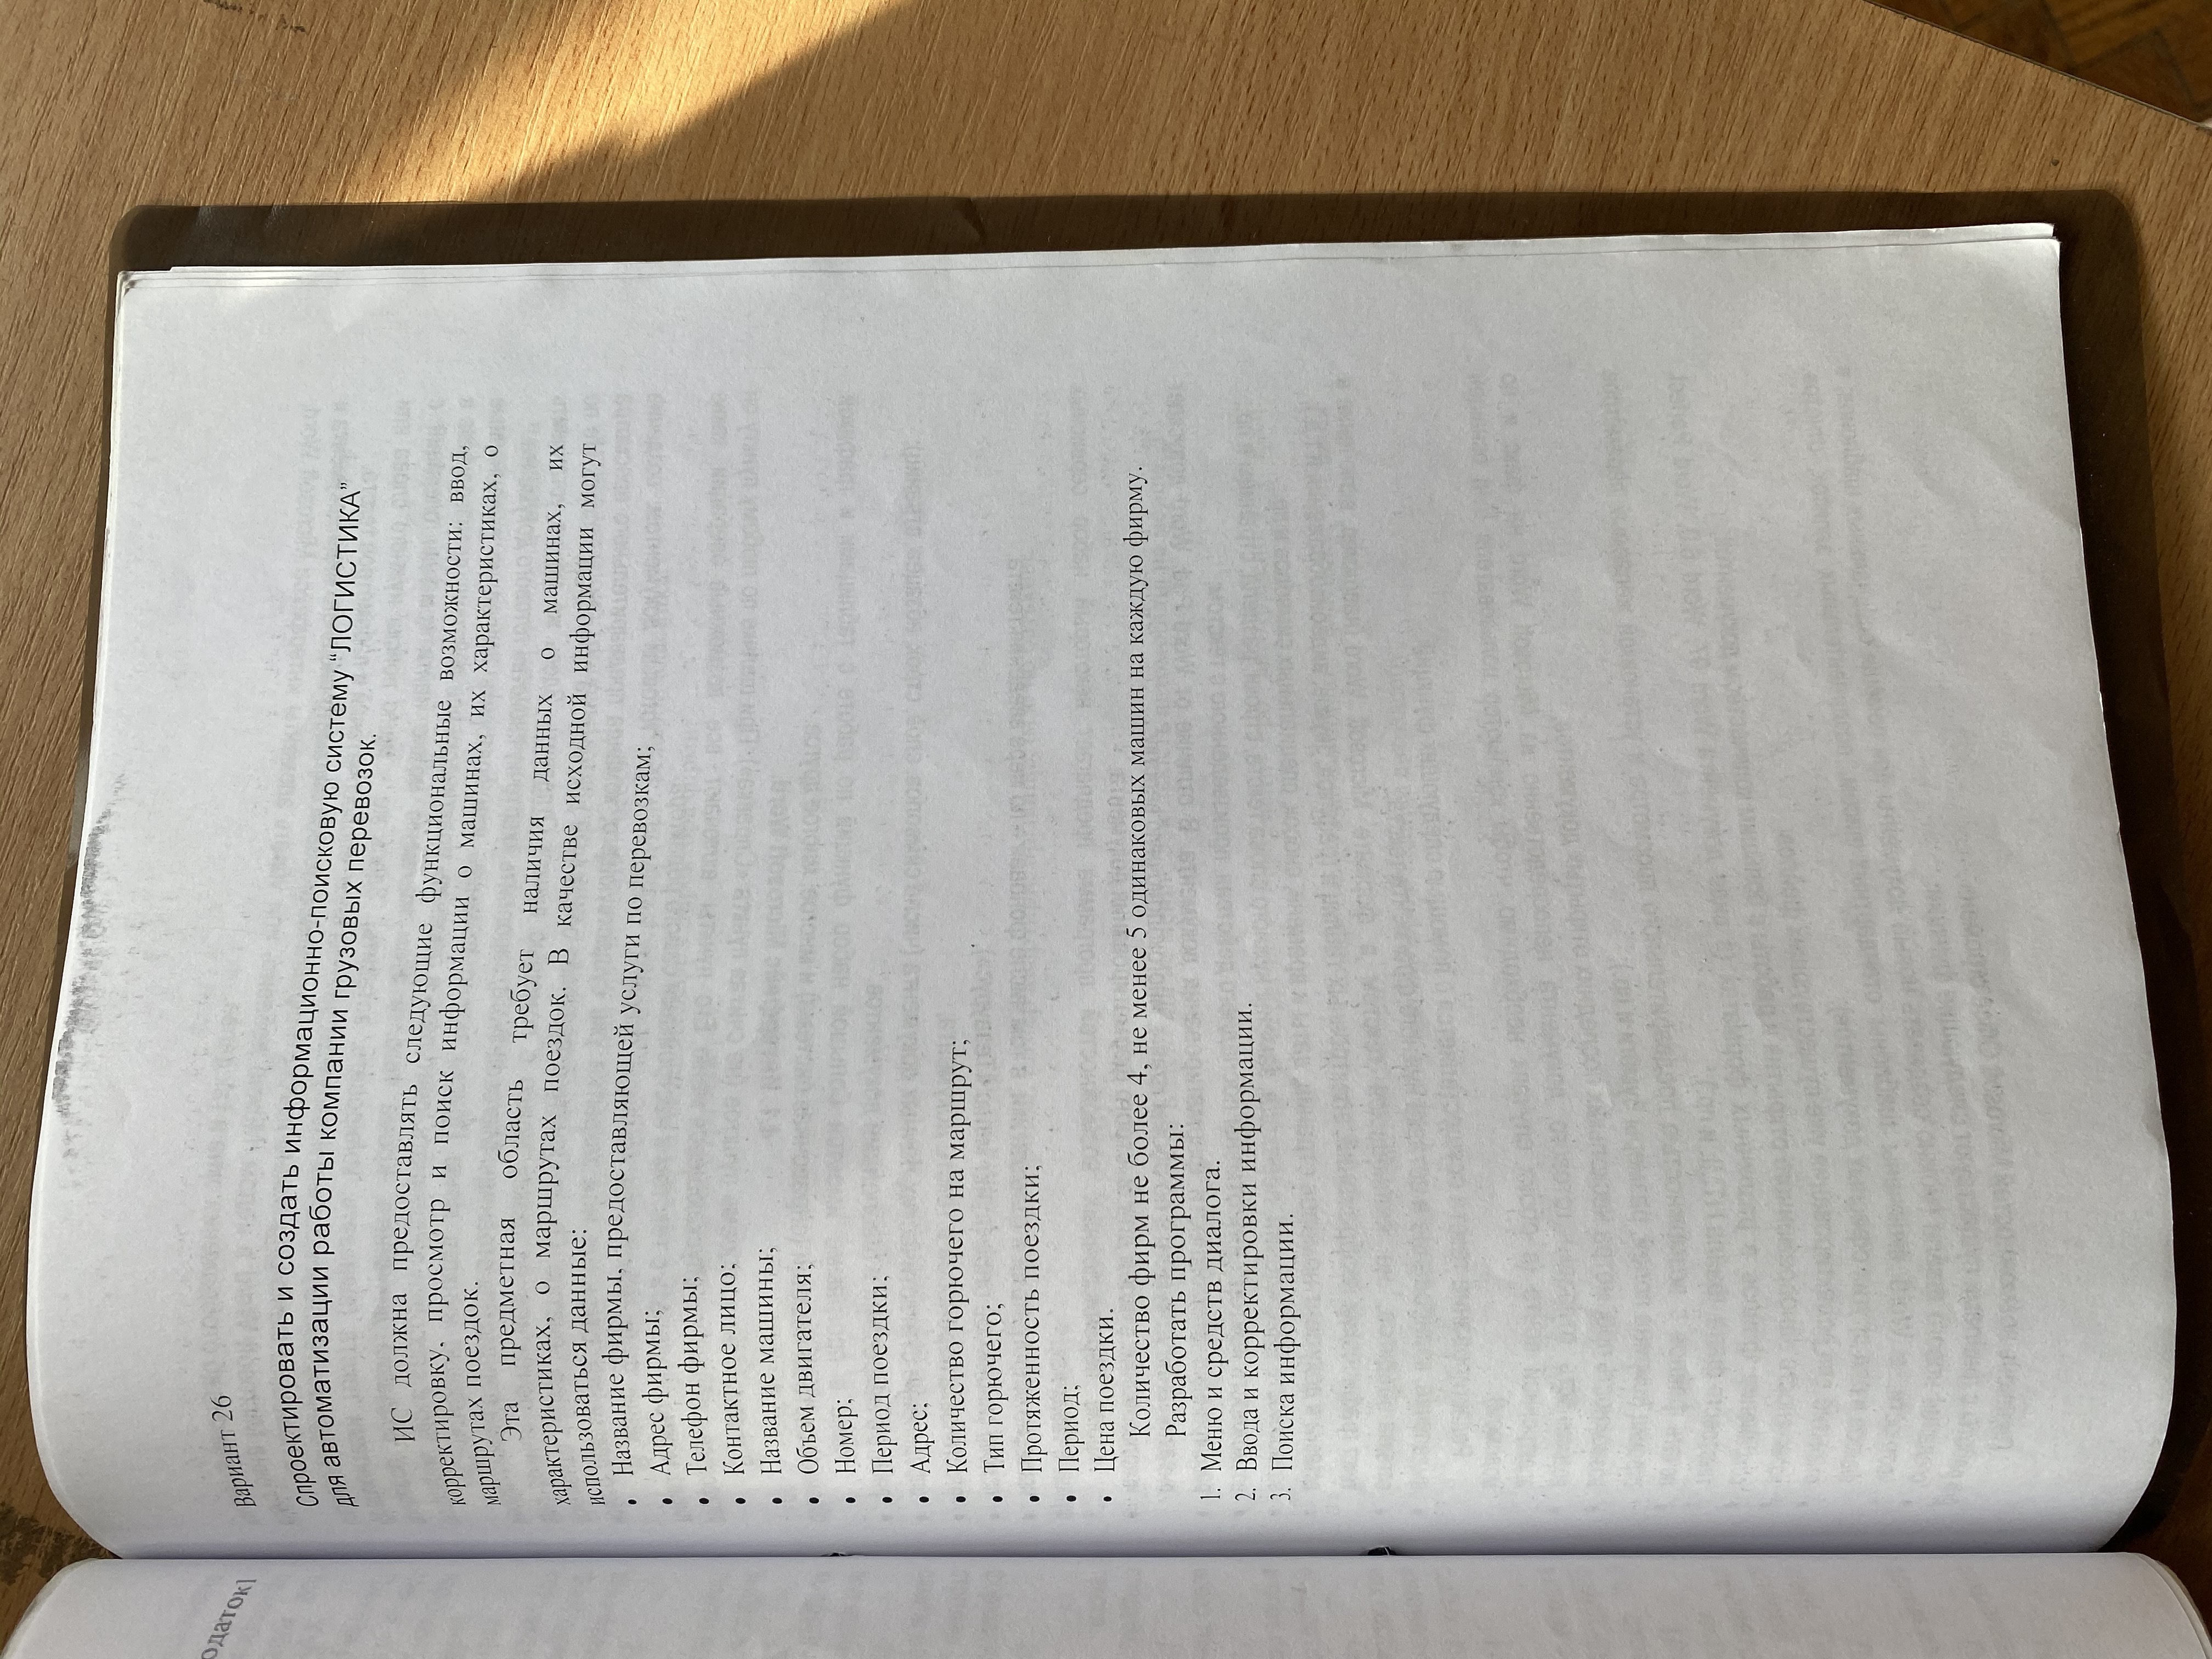 одаток]
Вариант 26
Спроектировать и создать информационно-поисковую систему “ЛОГИСТИКА”
для автоматизации работы компании грузовых перевозок.
ИС должна предоставлять следующие функциональные возможности: ввод,
корректировку, просмотр и поиск информации о машинах, их характеристиках, о
маршрутах поездок.
Эта предметная область требует наличия данных о машинах, их
характеристиках, о маршрутах поездок. В качестве исходной информации могут
использоваться данные:
• Название фирмы, предоставляющей услуги по перевозкам;
• Адрес фирмы;
• Телефон фирмы;
• Контактное лицо;
• Название машины;
• Объем двигателя;
• Номер;
• Период поездки;
• Адрес;
• Количество горючего на маршрут;
• Тип горючего;
• Протяженность поездки;
• Период;
• Цена поездки.
Количество фирм не более 4, не менее 5 одинаковых машин на каждую фирму.
Разработать программы:
1. Меню и средств диалога.
2. Ввода и корректировки информации.
3. Поиска информации.